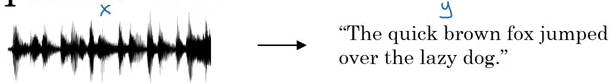 x
y
“The quick brown fox jumped
over the lazy dog.”